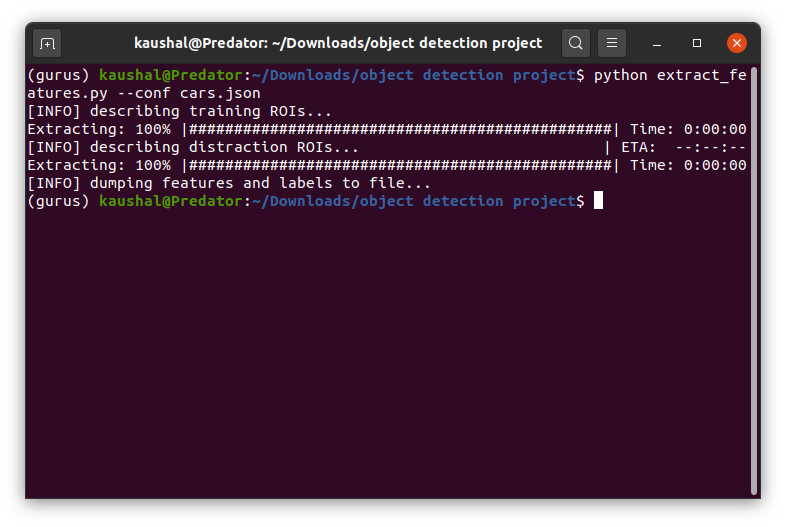 kaushal@Predator: ~/Downloads/object detection project
(gurus) kaushal@Predator:~/Downloads/object detection project$ python extract_fe
atures.py --conf cars.json
[INFO] describing training ROIs...
Extracting: 100% |###############################################| Time: 0:00:00
[INFO] describing distraction ROIs...                           | ETA:  --:--:--
Extracting: 100% |###############################################| Time: 0:00:00
[INFO] dumping features and labels to file...
(gurus) kaushal@Predator:~/Downloads/object detection project$